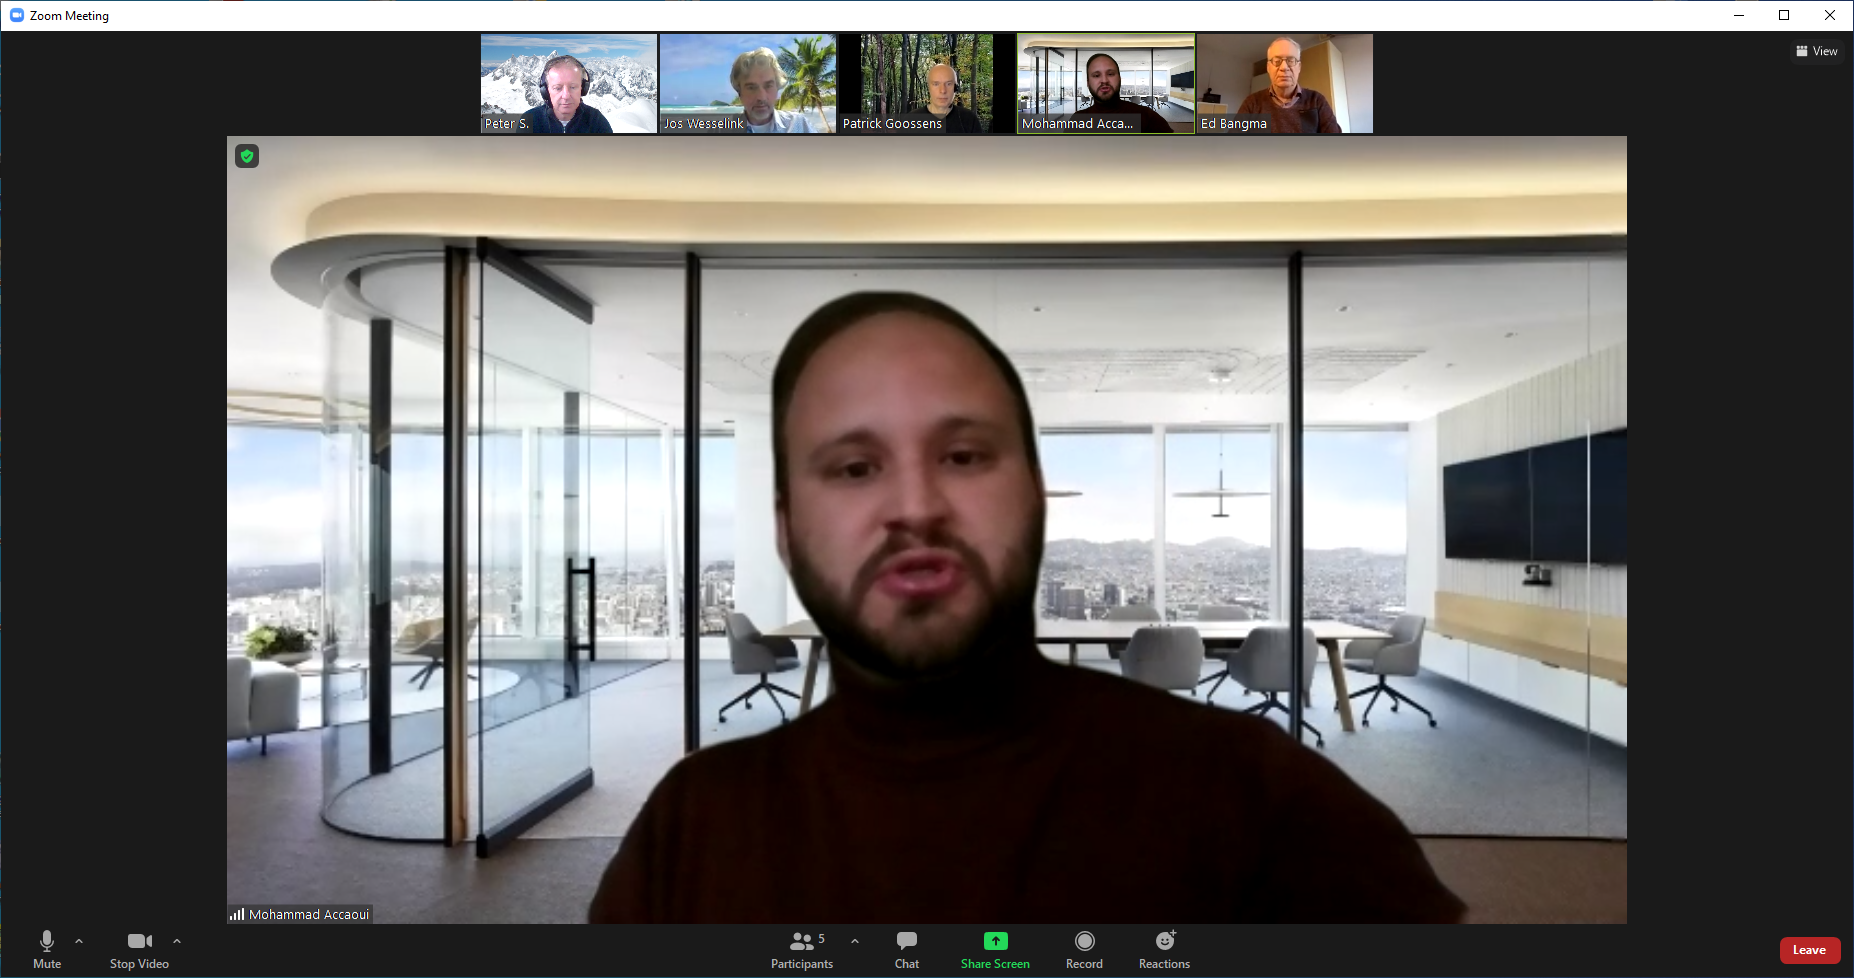 Zoom Meeting
View
Peter S.
Jos Wesselink
Patrick Goossens
Mohammad Acca...
Ed Bangma
Mohammad Accaoui
Mute
Stop Video
5
Participants
Chat
Share Screen
Record
Reactions
Leave